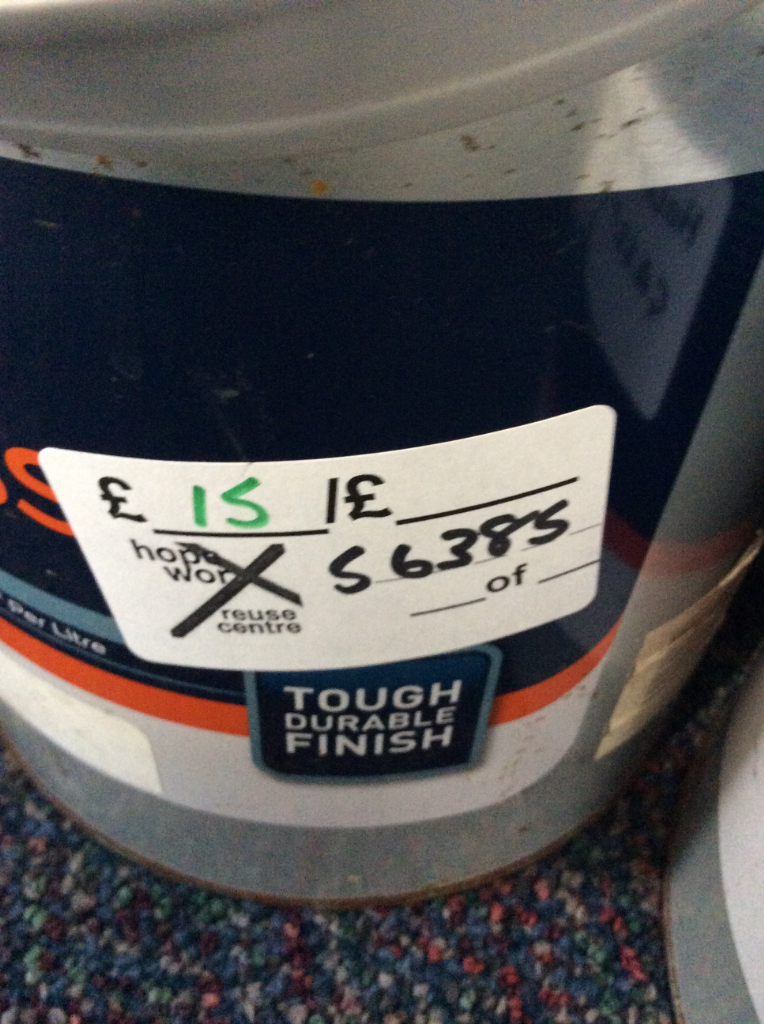 £ 15 /£
hope
wor
S6385
of
reuse
centre
Per Litre
TOUGH
DURABLE
FINISH